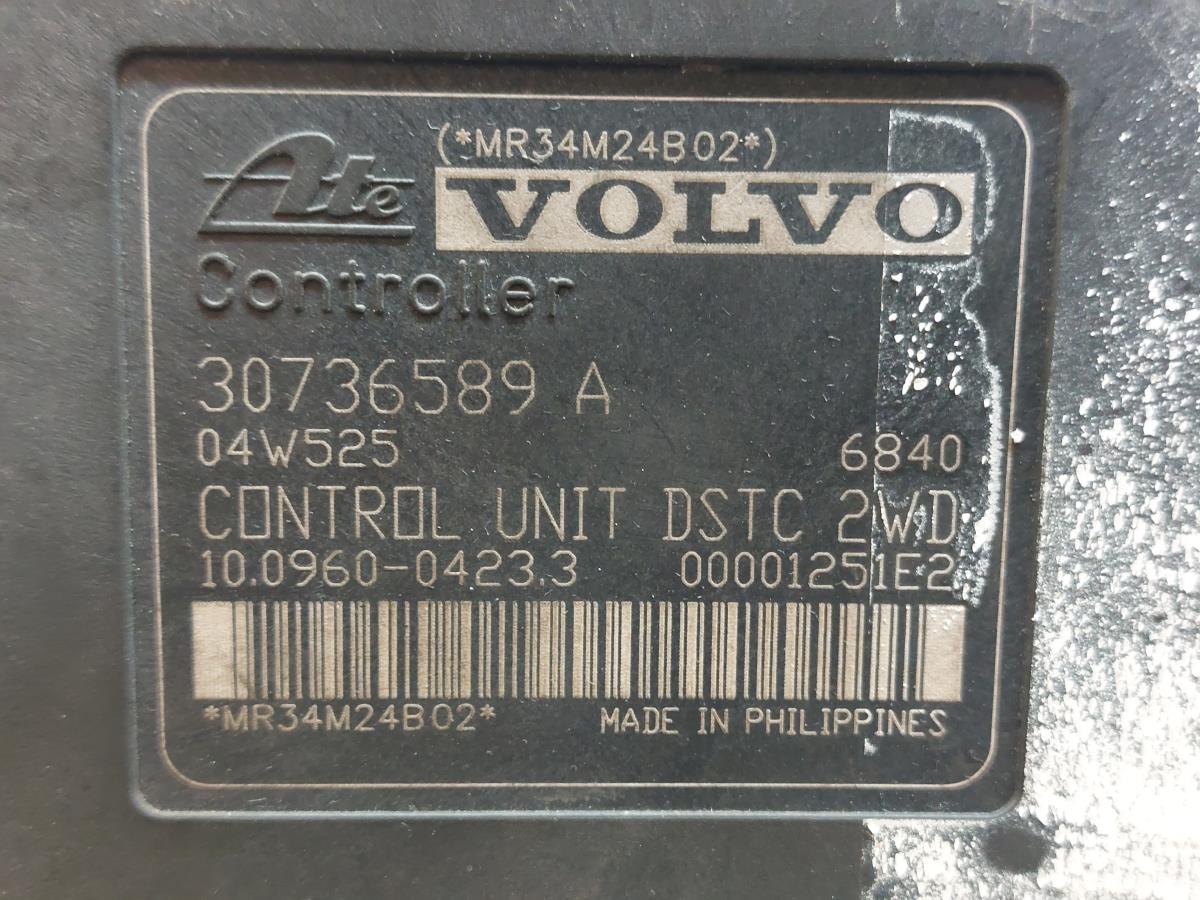 (*MR34M24B02*)
Ate VOLVO
Controller
30736589 A
04W525 6840
CONTROL UNIT DSTC 2WD
10.0960-0423.3 00001251E2
*MR34M24B02* MADE IN PHILIPPINES